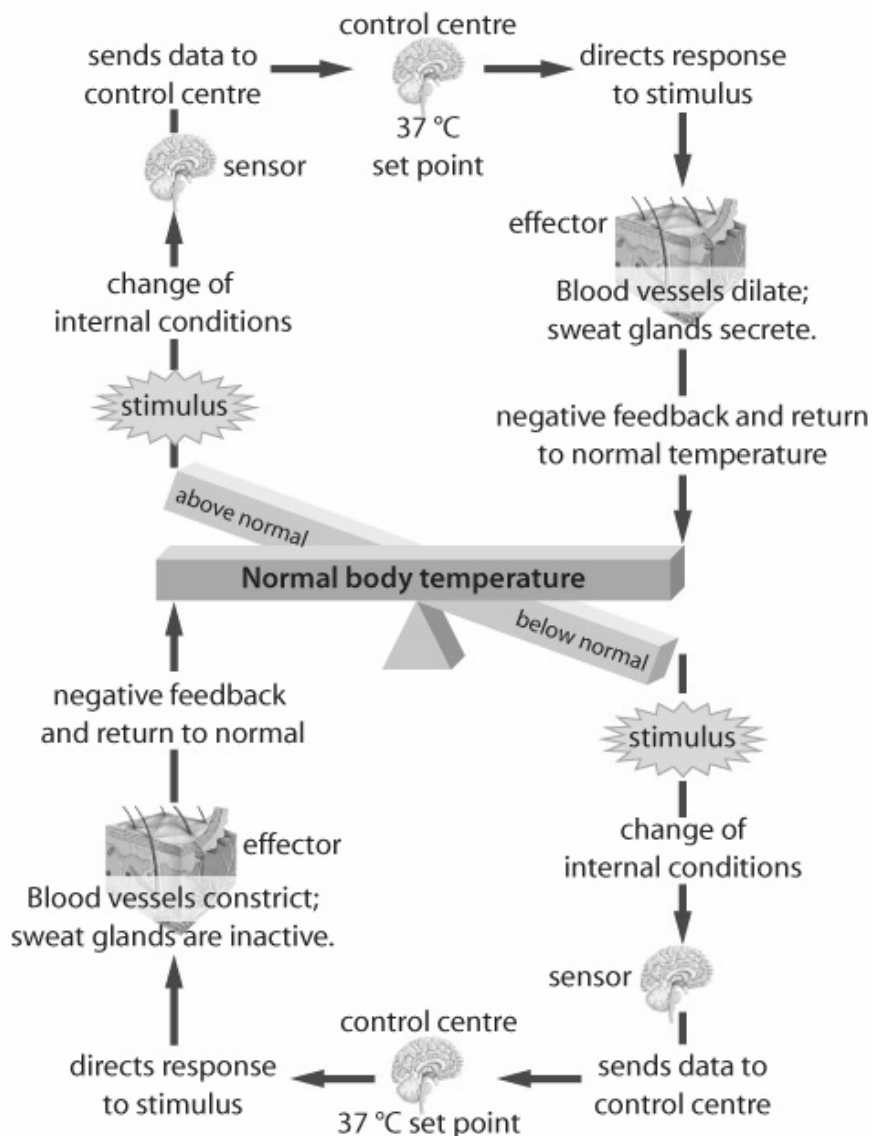 control centre
sends data to
control centre
directs response
to stimulus
37 °C
set point
sensor
effector
Blood vessels dilate;
sweat glands secrete.
change of
internal conditions
stimulus
negative feedback and return
to normal temperature
above normal
Normal body temperature
below normal
stimulus
change of
internal conditions
sensor
sends data to
control centre
control centre
37 °C set point
directs response
to stimulus
effector
Blood vessels constrict;
sweat glands are inactive.
negative feedback
and return to normal